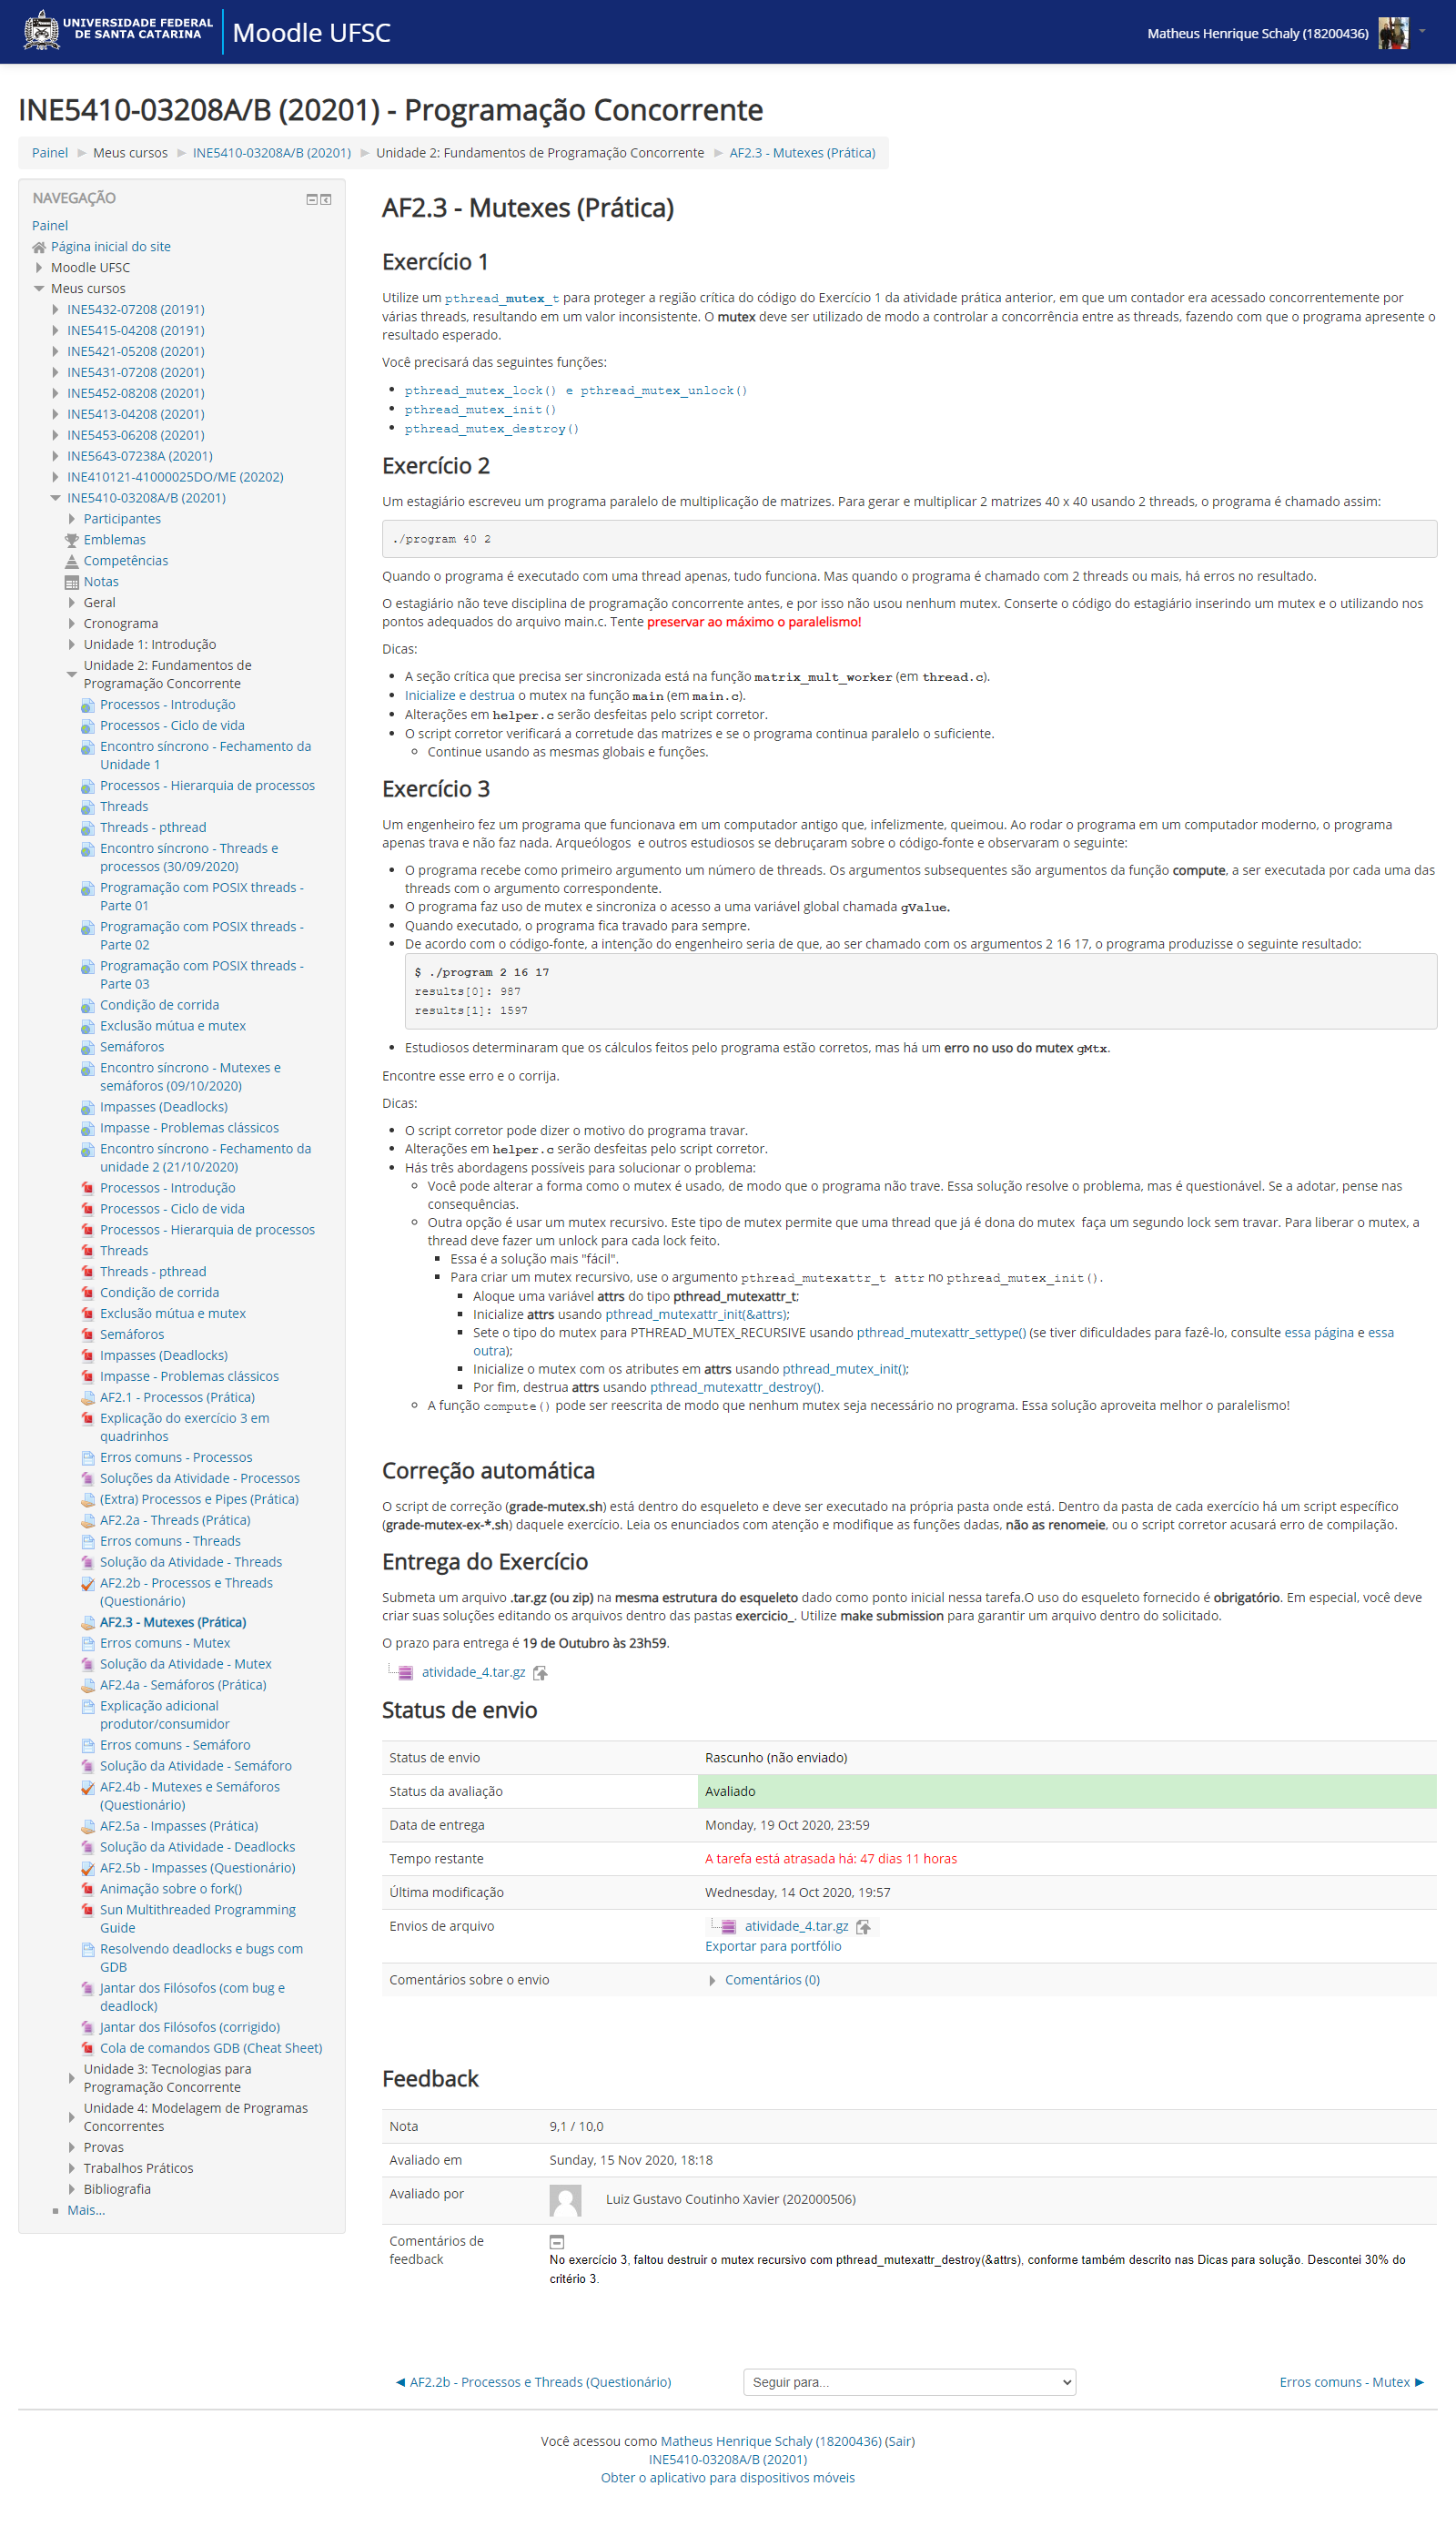 UNIVERSIDADE FEDERAL
DE SANTA CATARINA
Moodle UFSC
Matheus Henrique Schaly (18200436)
INE5410-03208A/B (20201) - Programação Concorrente
Painel ► Meus cursos ► INE5410-03208A/B (20201) ► Unidade 2: Fundamentos de Programação Concorrente ► AF2.3 - Mutexes (Prática)
NAVEGAÇÃO
Painel
Página inicial do site
Moodle UFSC
Meus cursos
INE5432-07208 (20191)
INE5415-04208 (20191)
INE5421-05208 (20201)
INE5431-07208 (20201)
INE5452-08208 (20201)
INE5413-04208 (20201)
INE5453-06208 (20201)
INE5643-07238A (20201)
INE410121-41000025DO/ME (20202)
INE5410-03208A/B (20201)
Participantes
Emblemas
Competências
Notas
Geral
Cronograma
Unidade 1: Introdução
Unidade 2: Fundamentos de
Programação Concorrente
Processos - Introdução
Processos - Ciclo de vida
Encontro síncrono - Fechamento da
Unidade 1
Processos - Hierarquia de processos
Threads
Threads - pthread
Encontro síncrono - Threads e
processos (30/09/2020)
Programação com POSIX threads -
Parte 01
Programação com POSIX threads -
Parte 02
Programação com POSIX threads -
Parte 03
Condição de corrida
Exclusão mútua e mutex
Semáforos
Encontro síncrono - Mutexes e
semáforos (09/10/2020)
Impasses (Deadlocks)
Impasse - Problemas clássicos
Encontro síncrono - Fechamento da
unidade 2 (21/10/2020)
Processos - Introdução
Processos - Ciclo de vida
Processos - Hierarquia de processos
Threads
Threads - pthread
Condição de corrida
Exclusão mútua e mutex
Semáforos
Impasses (Deadlocks)
Impasse - Problemas clássicos
AF2.1 - Processos (Prática)
Explicação do exercício 3 em
quadrinhos
Erros comuns - Processos
Soluções da Atividade - Processos
(Extra) Processos e Pipes (Prática)
AF2.2a - Threads (Prática)
Erros comuns - Threads
Solução da Atividade - Threads
AF2.2b - Processos e Threads
(Questionário)
AF2.3 - Mutexes (Prática)
Erros comuns - Mutex
Solução da Atividade - Mutex
AF2.4a - Semáforos (Prática)
Explicação adicional
produtor/consumidor
Erros comuns - Semáforo
Solução da Atividade - Semáforo
AF2.4b - Mutexes e Semáforos
(Questionário)
AF2.5a - Impasses (Prática)
Solução da Atividade - Deadlocks
AF2.5b - Impasses (Questionário)
Animação sobre o fork()
Sun Multithreaded Programming
Guide
Resolvendo deadlocks e bugs com
GDB
Jantar dos Filósofos (com bug e
deadlock)
Jantar dos Filósofos (corrigido)
Cola de comandos GDB (Cheat Sheet)
Unidade 3: Tecnologias para
Programação Concorrente
Unidade 4: Modelagem de Programas
Concorrentes
Provas
Trabalhos Práticos
Bibliografia
Mais...
AF2.3 - Mutexes (Prática)
Exercício 1
Utilize um pthread_mutex_t para proteger a região crítica do código do Exercício 1 da atividade prática anterior, em que um contador era acessado concorrentemente por
várias threads, resultando em um valor inconsistente. O mutex deve ser utilizado de modo a controlar a concorrência entre as threads, fazendo com que o programa apresente o
resultado esperado.
Você precisará das seguintes funções:
pthread_mutex_lock() e pthread_mutex_unlock()
pthread_mutex_init()
pthread_mutex_destroy()
Exercício 2
Um estagiário escreveu um programa paralelo de multiplicação de matrizes. Para gerar e multiplicar 2 matrizes 40 x 40 usando 2 threads, o programa é chamado assim:
./program 40 2
Quando o programa é executado com uma thread apenas, tudo funciona. Mas quando o programa é chamado com 2 threads ou mais, há erros no resultado.
O estagiário não teve disciplina de programação concorrente antes, e por isso não usou nenhum mutex. Conserte o código do estagiário inserindo um mutex e o utilizando nos
pontos adequados do arquivo main.c. Tente preservar ao máximo o paralelismo!
Dicas:
A seção crítica que precisa ser sincronizada está na função matrix_mult_worker (em thread.c).
Inicialize e destrua o mutex na função main (em main.c).
Alterações em helper.c serão desfeitas pelo script corretor.
O script corretor verificará a corretude das matrizes e se o programa continua paralelo o suficiente.
Continue usando as mesmas globais e funções.
Exercício 3
Um engenheiro fez um programa que funcionava em um computador antigo que, infelizmente, queimou. Ao rodar o programa em um computador moderno, o programa
apenas trava e não faz nada. Arqueólogos e outros estudiosos se debruçaram sobre o código-fonte e observaram o seguinte:
O programa recebe como primeiro argumento um número de threads. Os argumentos subsequentes são argumentos da função compute, a ser executada por cada uma das
threads com o argumento correspondente.
O programa faz uso de mutex e sincroniza o acesso a uma variável global chamada gValue.
Quando executado, o programa fica travado para sempre.
De acordo com o código-fonte, a intenção do engenheiro seria de que, ao ser chamado com os argumentos 2 16 17, o programa produzisse o seguinte resultado:
$ ./program 2 16 17
results[0]: 987
results[1]: 1597
Estudiosos determinaram que os cálculos feitos pelo programa estão corretos, mas há um erro no uso do mutex gMtx.
Encontre esse erro e o corrija.
Dicas:
O script corretor pode dizer o motivo do programa travar.
Alterações em helper.c serão desfeitas pelo script corretor.
Hás três abordagens possíveis para solucionar o problema:
Você pode alterar a forma como o mutex é usado, de modo que o programa não trave. Essa solução resolve o problema, mas é questionável. Se a adotar, pense nas
consequências.
Outra opção é usar um mutex recursivo. Este tipo de mutex permite que uma thread que já é dona do mutex faça um segundo lock sem travar. Para liberar o mutex, a
thread deve fazer um unlock para cada lock feito.
Essa é a solução mais "fácil".
Para criar um mutex recursivo, use o argumento pthread_mutexattr_t attr no pthread_mutex_init().
Aloque uma variável attrs do tipo pthread_mutexattr_t;
Inicialize attrs usando pthread_mutexattr_init(&attrs);
Sete o tipo do mutex para PTHREAD_MUTEX_RECURSIVE usando pthread_mutexattr_settype() (se tiver dificuldades para fazê-lo, consulte essa página e essa
outra);
Inicialize o mutex com os atributes em attrs usando pthread_mutex_init();
Por fim, destrua attrs usando pthread_mutexattr_destroy().
A função compute() pode ser reescrita de modo que nenhum mutex seja necessário no programa. Essa solução aproveita melhor o paralelismo!
Correção automática
O script de correção (grade-mutex.sh) está dentro do esqueleto e deve ser executado na própria pasta onde está. Dentro da pasta de cada exercício há um script específico
(grade-mutex-ex-*.sh) daquele exercício. Leia os enunciados com atenção e modifique as funções dadas, não as renomeie, ou o script corretor acusará erro de compilação.
Entrega do Exercício
Submeta um arquivo .tar.gz (ou zip) na mesma estrutura do esqueleto dado como ponto inicial nessa tarefa.O uso do esqueleto fornecido é obrigatório. Em especial, você deve
criar suas soluções editando os arquivos dentro das pastas exercicio_. Utilize make submission para garantir um arquivo dentro do solicitado.
O prazo para entrega é 19 de Outubro às 23h59.
atividade_4.tar.gz
Status de envio
Status de envio Rascunho (não enviado)
Status da avaliação Avaliado
Data de entrega Monday, 19 Oct 2020, 23:59
Tempo restante A tarefa está atrasada há: 47 dias 11 horas
Última modificação Wednesday, 14 Oct 2020, 19:57
Envios de arquivo atividade_4.tar.gz
Exportar para portfólio
Comentários sobre o envio Comentários (0)
Feedback
Nota 9,1 / 10,0
Avaliado em Sunday, 15 Nov 2020, 18:18
Avaliado por Luiz Gustavo Coutinho Xavier (202000506)
Comentários de
feedback
No exercício 3, faltou destruir o mutex recursivo com pthread_mutexattr_destroy(&attrs), conforme também descrito nas Dicas para solução. Descontei 30% do
critério 3.
◄ AF2.2b - Processos e Threads (Questionário) Seguir para... Erros comuns - Mutex ►
Você acessou como Matheus Henrique Schaly (18200436) (Sair)
INE5410-03208A/B (20201)
Obter o aplicativo para dispositivos móveis